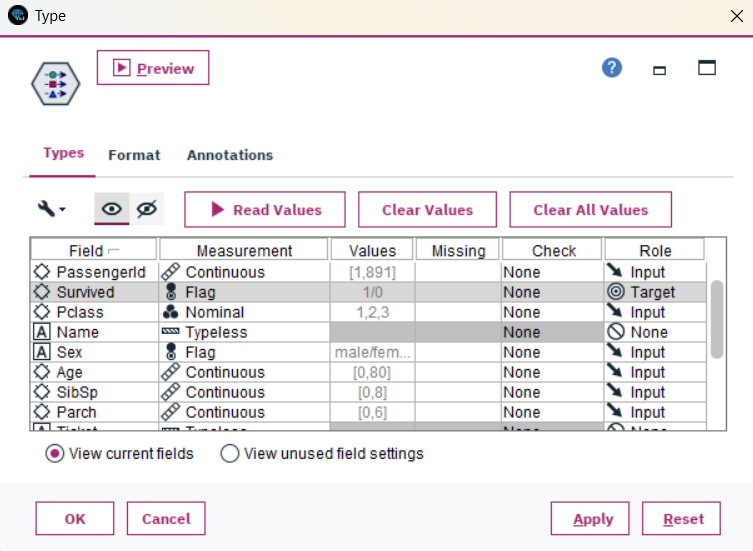 Type
Preview
?
Types Format Annotations
Read Values Clear Values Clear All Values
Field Measurement Values Missing Check Role
PassengerId Continuous [1,891] None Input
Survived Flag 1/0 None Target
Pclass Nominal 1,2,3 None Input
A Name Typeless None None
A Sex Flag male/fem... None Input
Age Continuous [0,80] None Input
SibSp Continuous [0,8] None Input
Parch Continuous [0,6] None Input
A Ticket Typeless None None
View current fields View unused field settings
OK Cancel Apply Reset